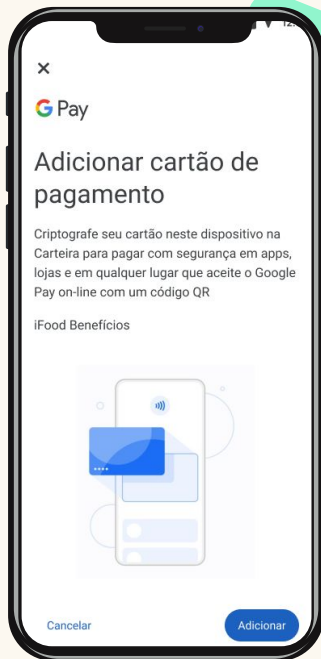 G Pay
Adicionar cartão de
pagamento
Criptografe seu cartão neste dispositivo na
Carteira para pagar com segurança em apps,
lojas e em qualquer lugar que aceite o Google
Pay on-line com um código QR
iFood Benefícios
Cancelar
Adicionar